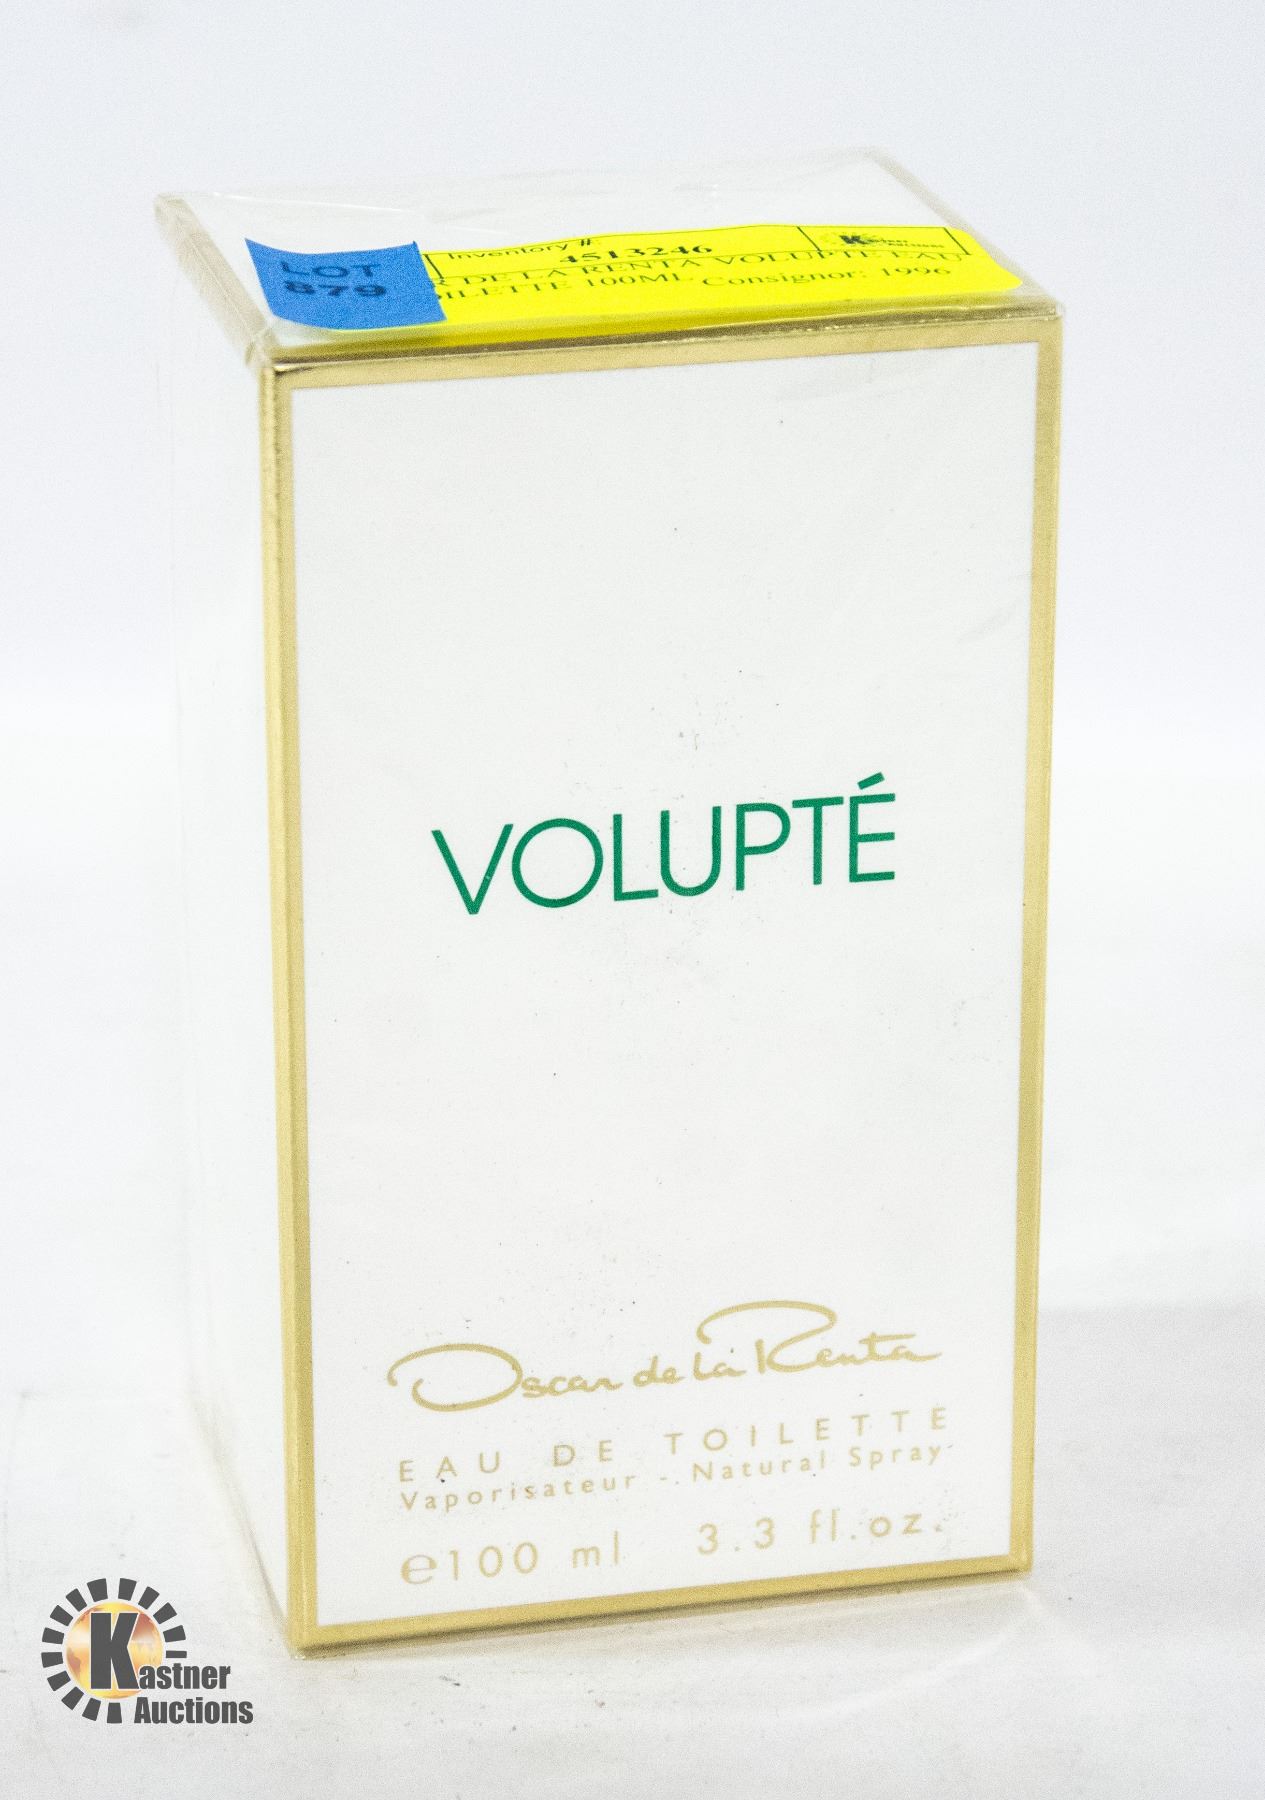 LOT
879
Inventory #:
4513246
R DE LA RENTA VOLUPTE EAU
OILETTE 100ML Consignor: 1996
VOLUPTÉ
Oscar de la Renta
EAU DE TOILETTE
Vaporisateur - Natural Spray
℮100 ml 3.3 fl.oz.
Kastner
Auctions